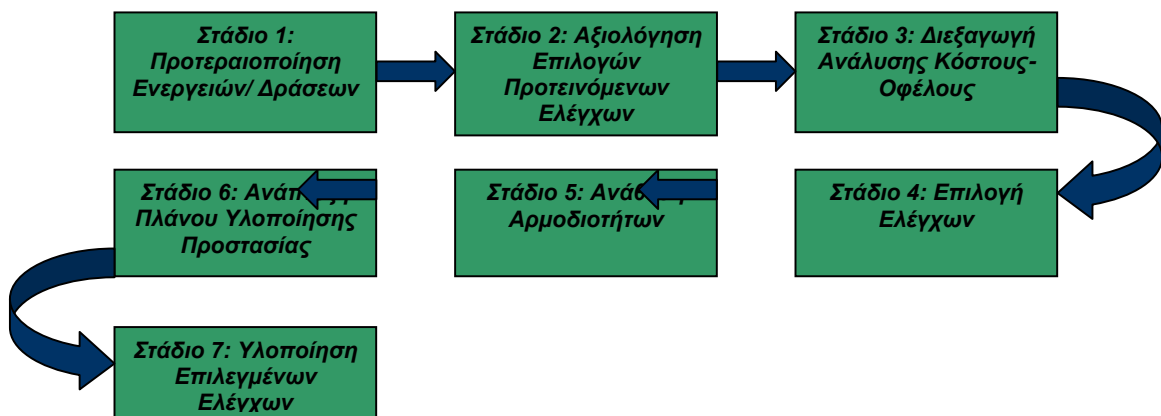 Στάδιο 1:
Προτεραιοποίηση
Ενεργειών/ Δράσεων
Στάδιο 2: Αξιολόγηση
Επιλογών
Προτεινόμενων
Ελέγχων
Στάδιο 3: Διεξαγωγή
Ανάλυσης Κόστους-
Οφέλους
Στάδιο 4: Επιλογή
Ελέγχων
Στάδιο 5:
Αρμοδιοτήτων
Στάδιο 6:
Πλάνου Υλοποίησης
Προστασίας
Στάδιο 7: Υλοποίηση
Επιλεγμένων
Ελέγχων